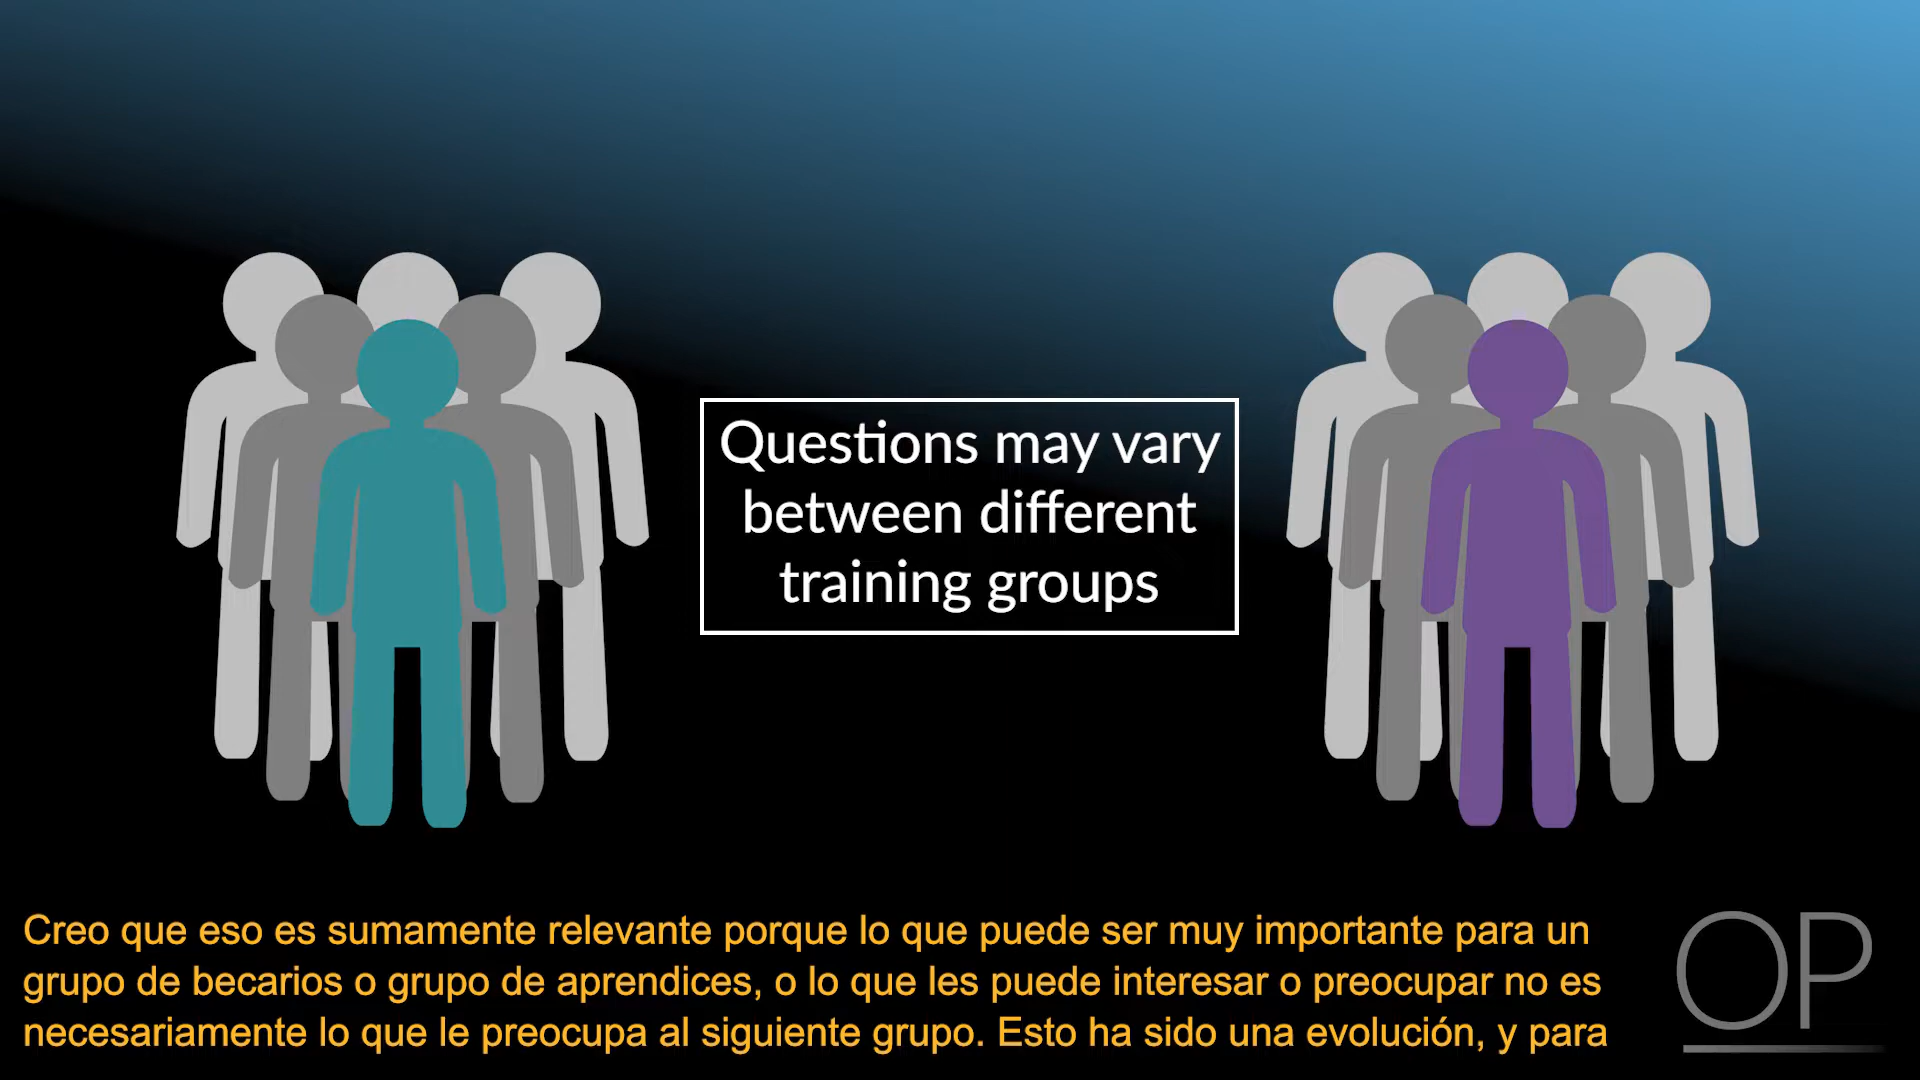 Questions may vary
between different
training groups
Creo que eso es sumamente relevante porque lo que puede ser muy importante para un
grupo de becarios o grupo de aprendices, o lo que les puede interesar o preocupar no es
necesariamente lo que le preocupa al siguiente grupo. Esto ha sido una evolución, y para
OP